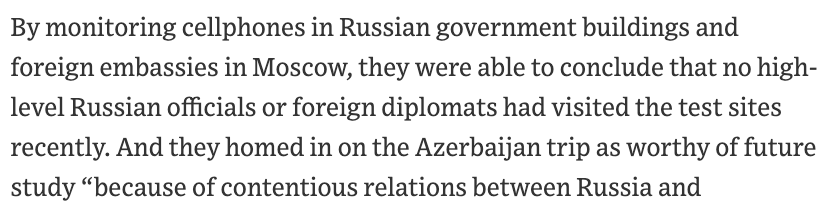 By monitoring cellphones in Russian government buildings and
foreign embassies in Moscow, they were able to conclude that no high-
level Russian officials or foreign diplomats had visited the test sites
recently. And they homed in on the Azerbaijan trip as worthy of future
study “because of contentious relations between Russia and